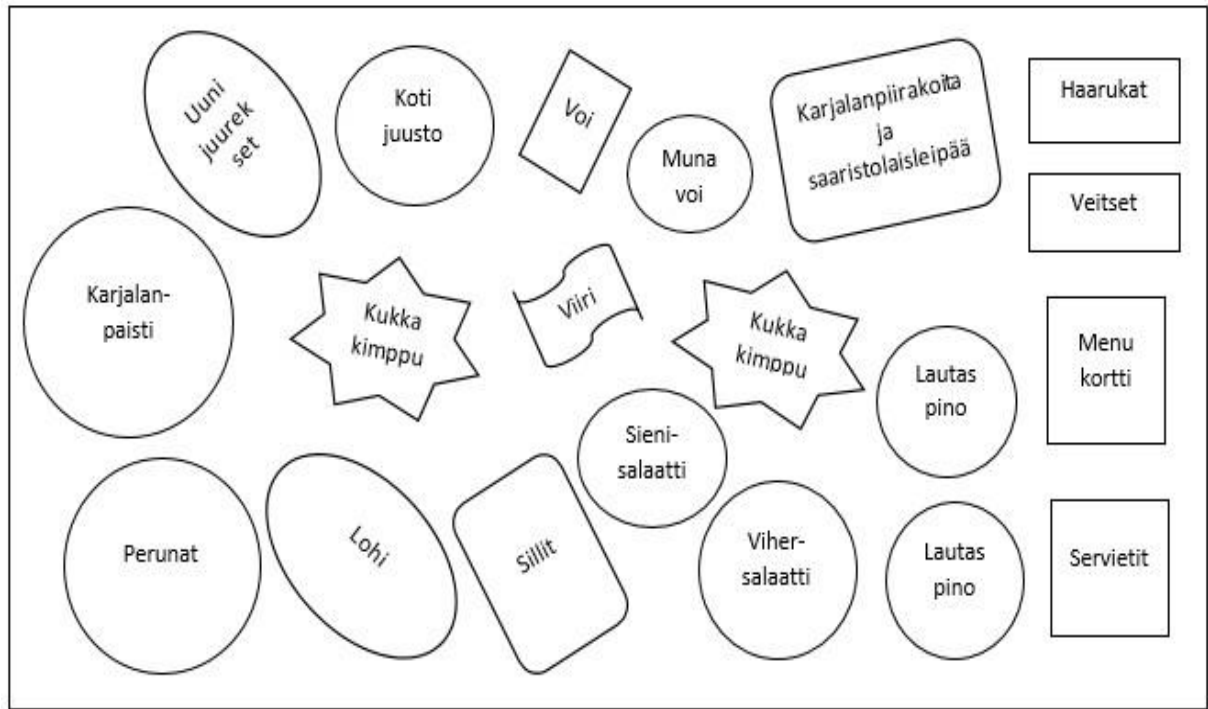 Uuni
juurek
set
Koti
juusto
Voi
Muna
voi
Karjalanpiirakoita
ja
saaristolaisleipää
Haarukat
Veitset
Karjalan-
paisti
Kukka
kimppu
Viiri
Kukka
kimppu
Lautas
pino
Menu
kortti
Sieni-
salaatti
Perunat
Lohi
Sillit
Viher-
salaatti
Lautas
pino
Servietit